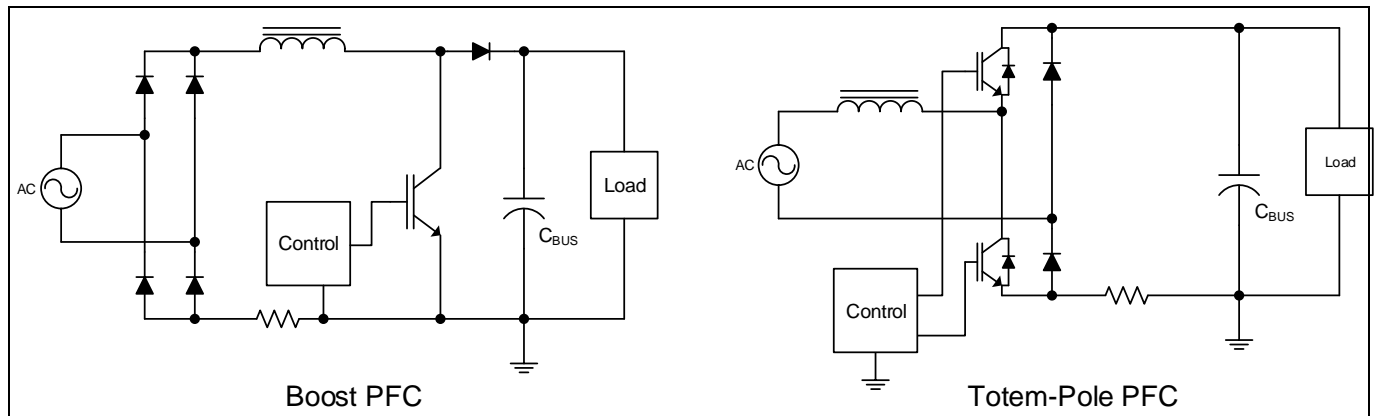 AC
Control
Load
CBUS
Boost PFC
AC
Control
Load
CBUS
Totem-Pole PFC